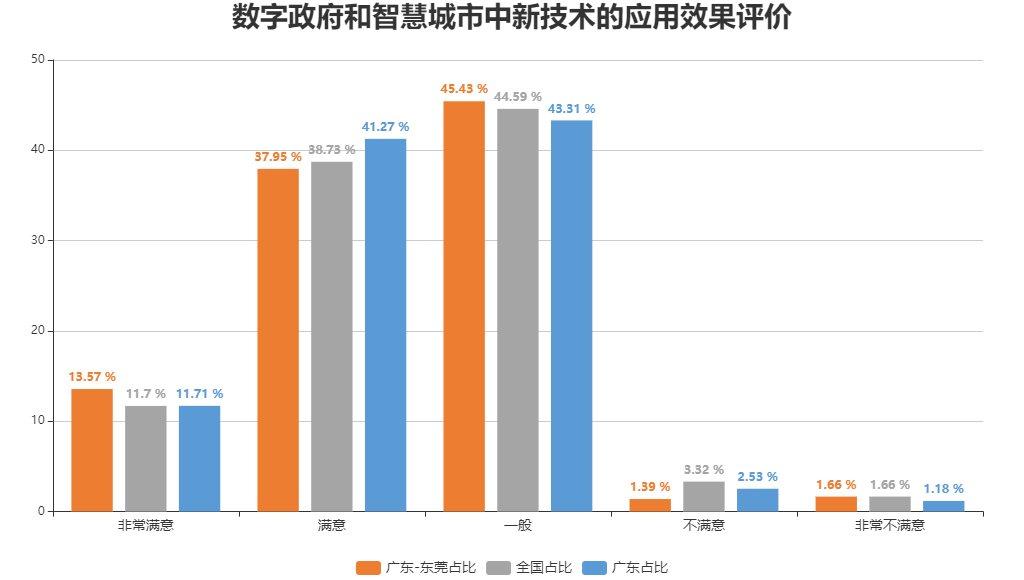 数字政府和智慧城市中新技术的应用效果评价
50
40
30
20
10
0
13.57 %
11.7 %
11.71 %
37.95 %
38.73 %
41.27 %
45.43 %
44.59 %
43.31 %
1.39 %
3.32 %
2.53 %
1.66 %
1.66 %
1.18 %
非常满意
满意
一般
不满意
非常不满意
广东-东莞占比
全国占比
广东占比